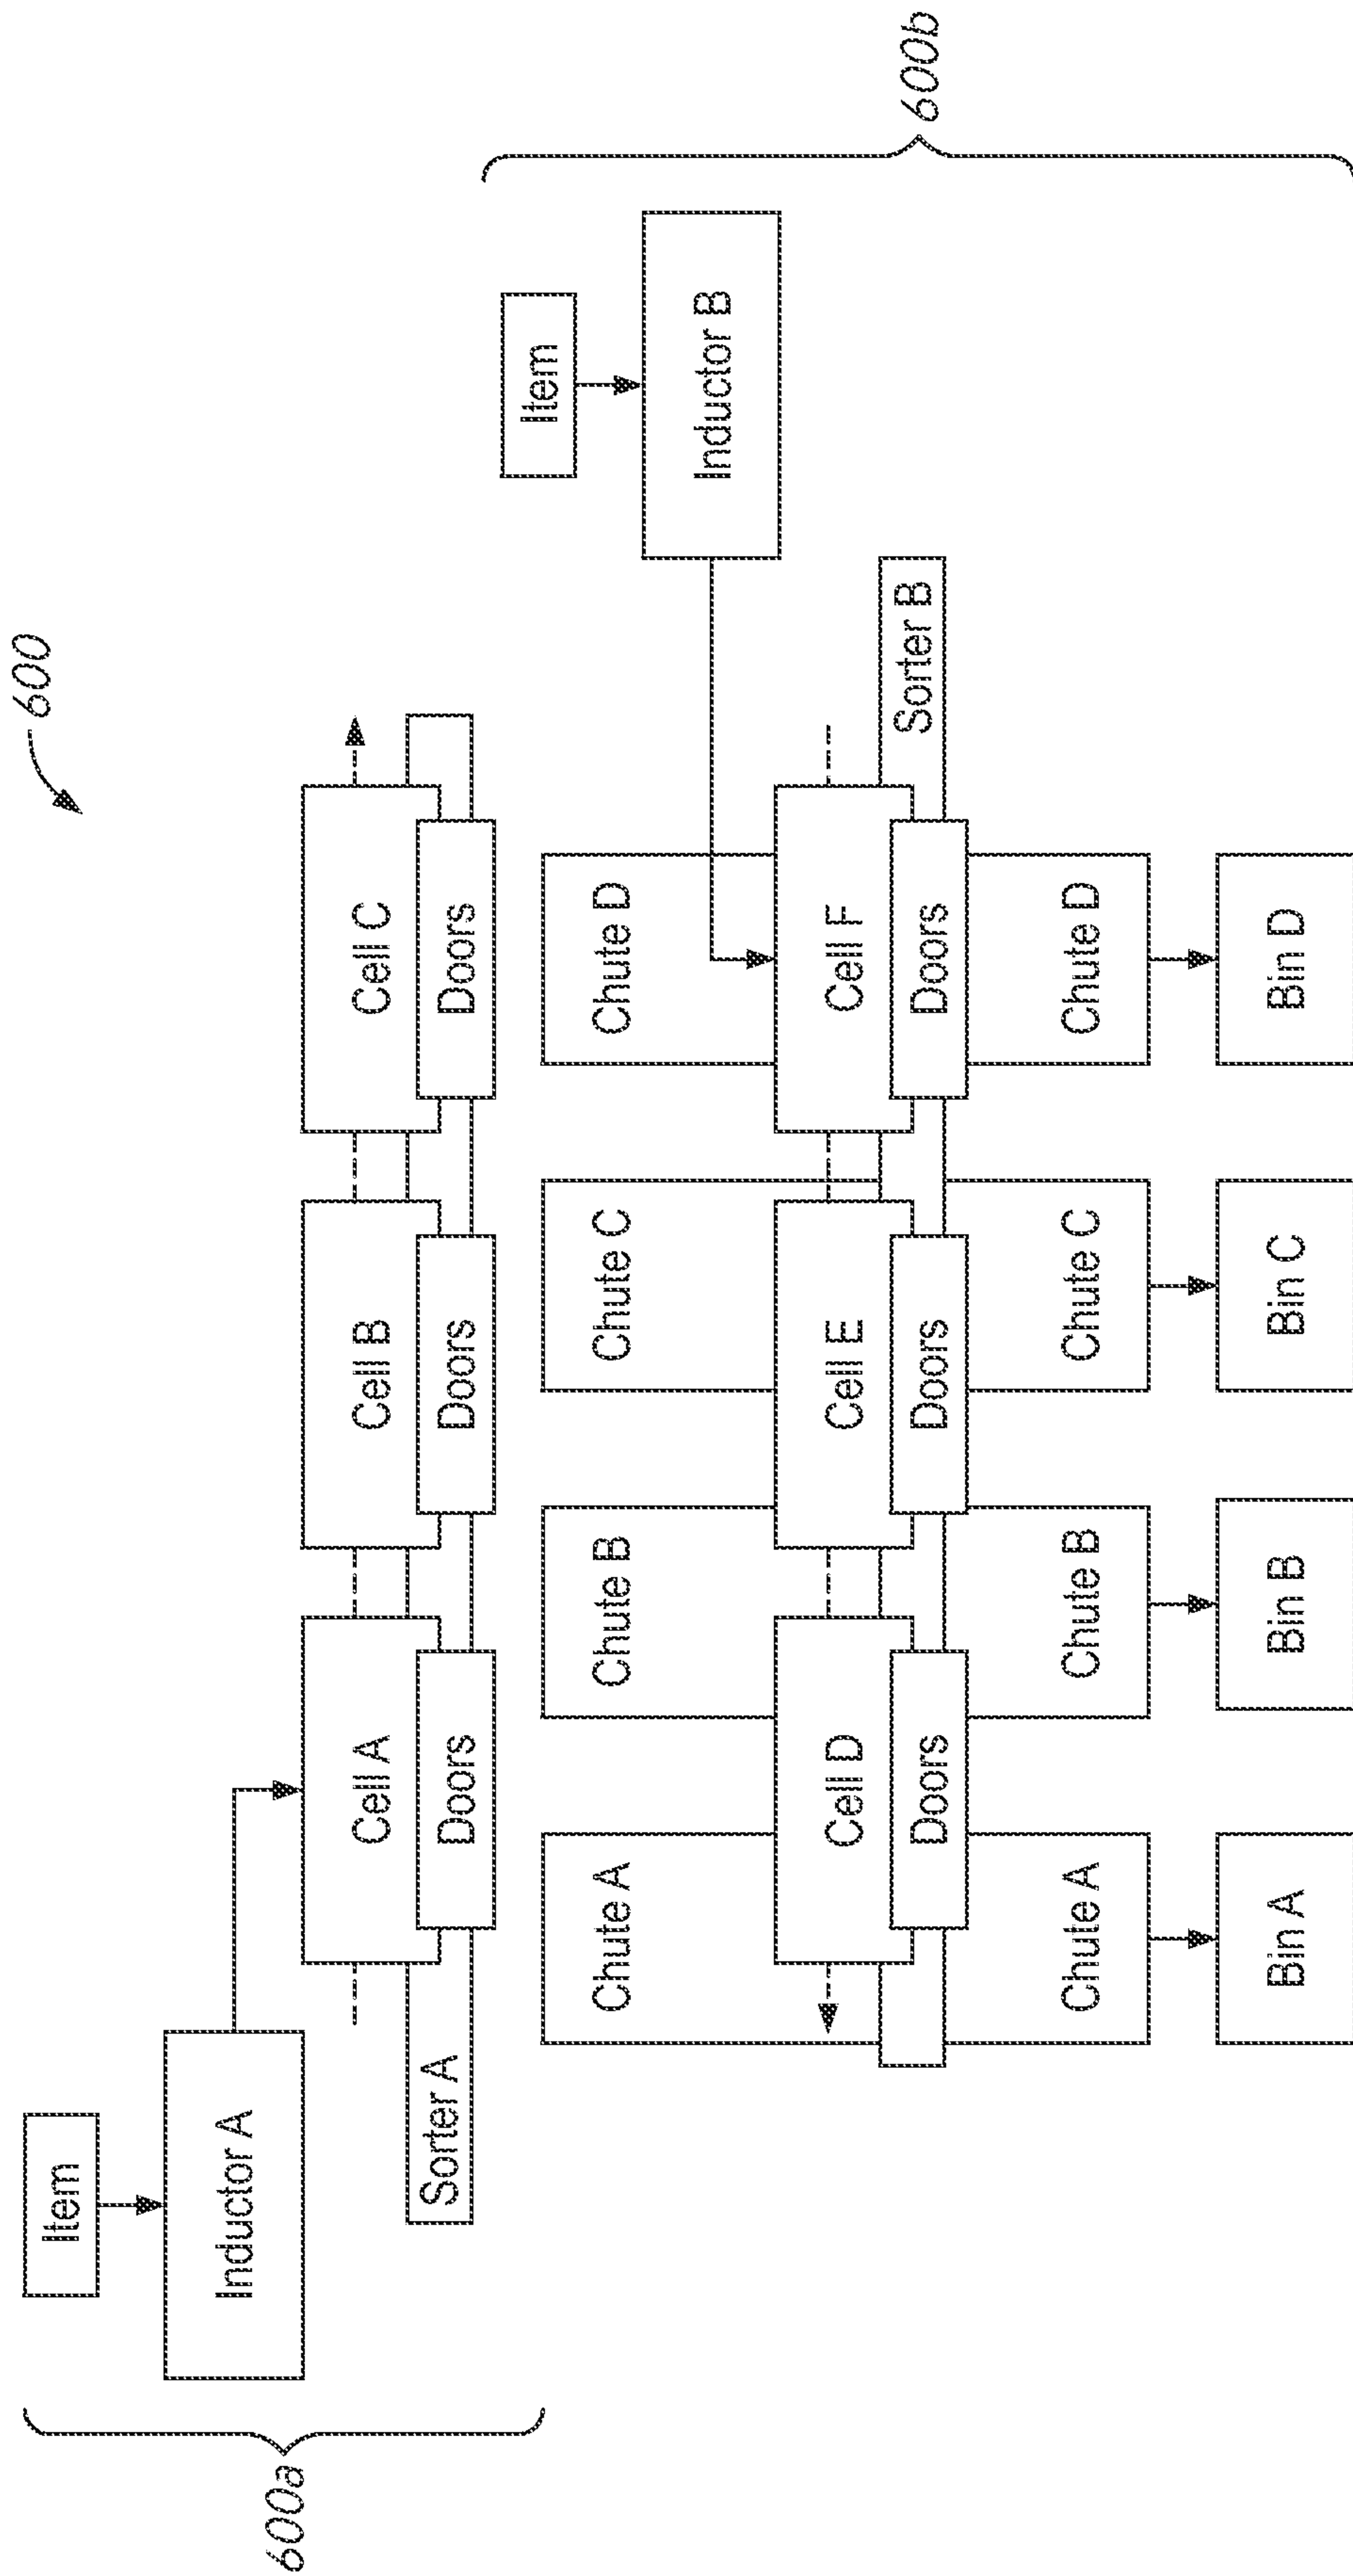 600
Item
Inductor A
600a
Cell A
Cell B
Cell C
Doors
Doors
Doors
Sorter A
Item
Inductor B
600b
Chute A
Chute B
Chute C
Chute D
Cell D
Cell E
Cell F
Doors
Doors
Doors
Sorter B
Chute A
Chute B
Chute C
Chute D
Bin A
Bin B
Bin C
Bin D